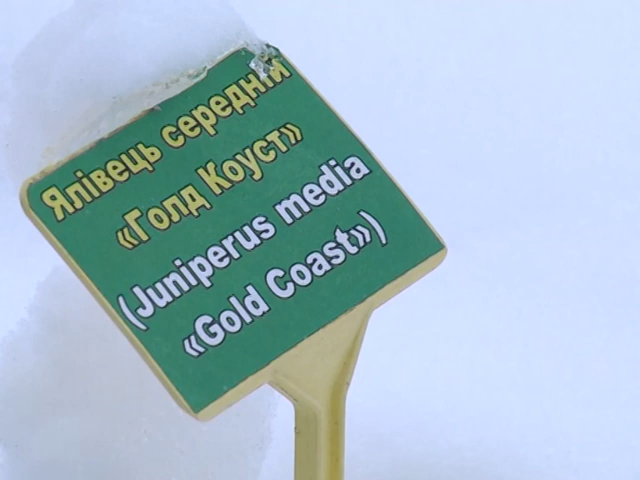 Ялівець середній
«Голд Коуст»
(Juniperus media
«Gold Coast»)